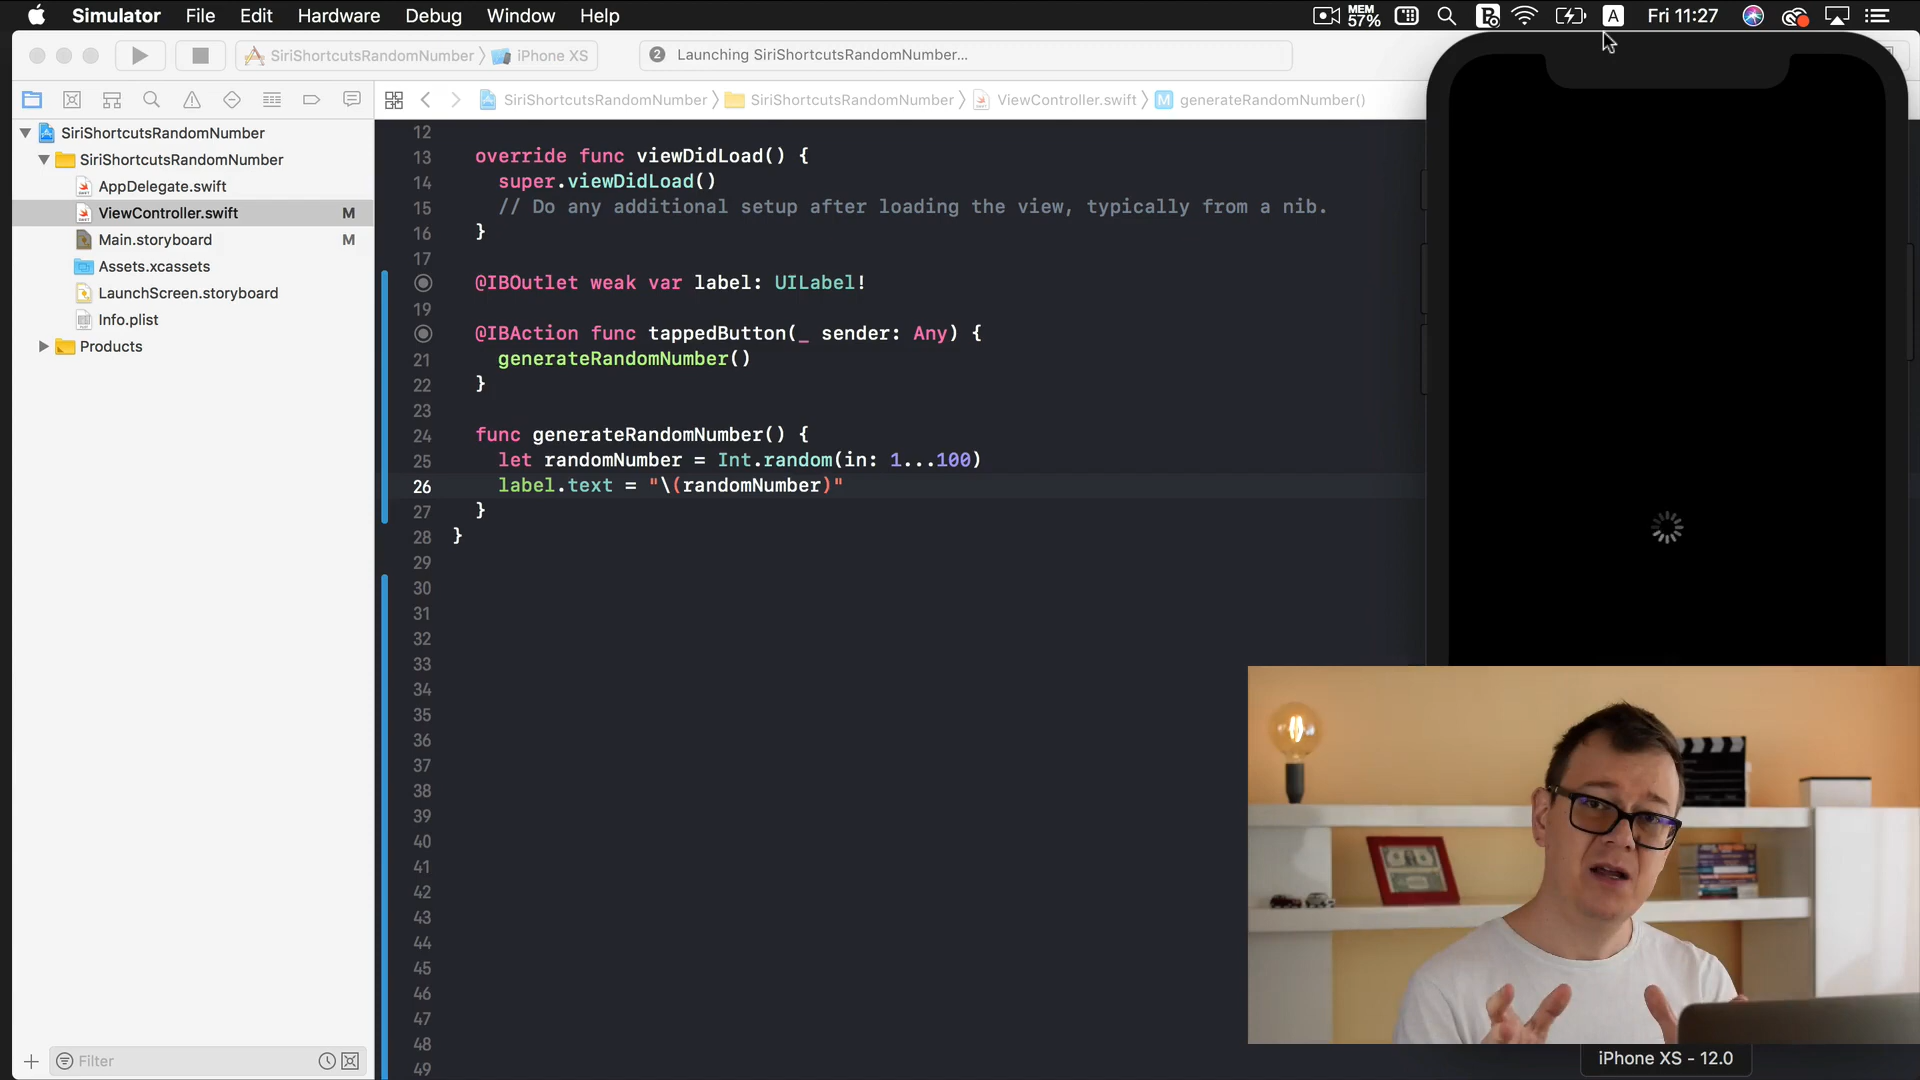 Simulator File Edit Hardware Debug Window Help MEM 57% A Fri 11:27
SiriShortcutsRandomNumber iPhone XS 2 Launching SiriShortcutsRandomNumber...
SiriShortcutsRandomNumber SiriShortcutsRandomNumber ViewController.swift M generateRandomNumber()
SiriShortcutsRandomNumber
SiriShortcutsRandomNumber
AppDelegate.swift
ViewController.swift M
Main.storyboard M
Assets.xcassets
LaunchScreen.storyboard
Info.plist
Products
Filter
12
13 override func viewDidLoad() {
14 super.viewDidLoad()
15 // Do any additional setup after loading the view, typically from a nib.
16 }
17
@IBOutlet weak var label: UILabel!
19
@IBAction func tappedButton(_ sender: Any) {
21 generateRandomNumber()
22 }
23
24 func generateRandomNumber() {
25 let randomNumber = Int.random(in: 1...100)
26 label.text = "\(randomNumber)"
27 }
28 }
29
30
31
32
33
34
35
36
37
38
39
40
41
42
43
44
45
46
47
48
49
iPhone XS - 12.0